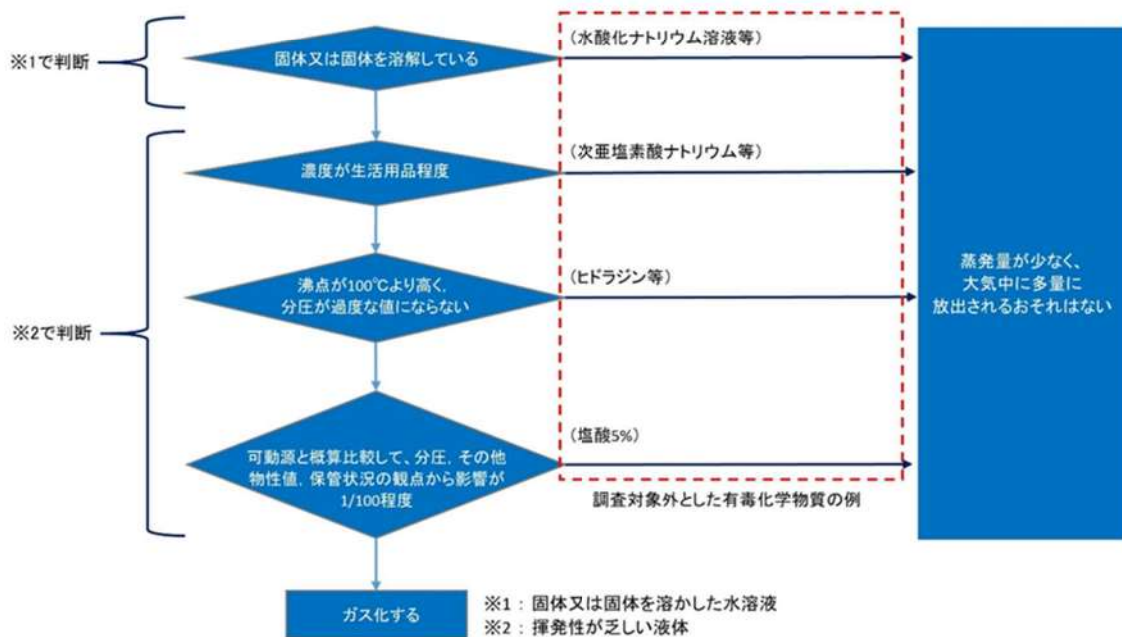 ※1で判断
固体又は固体を溶解している
(水酸化ナトリウム溶液等)
濃度が生活用品程度
(次亜塩素酸ナトリウム等)
沸点が100℃より高く,
分圧が過度な値にならない
(ヒドラジン等)
蒸発量が少なく、
大気中に多量に
放出されるおそれはない
※2で判断
可動源と概算比較して、分圧, その他
物性値, 保管状況の観点から影響が
1/100程度
(塩酸5%)
調査対象外とした有毒化学物質の例
ガス化する
※1 : 固体又は固体を溶かした水溶液
※2 : 揮発性が乏しい液体